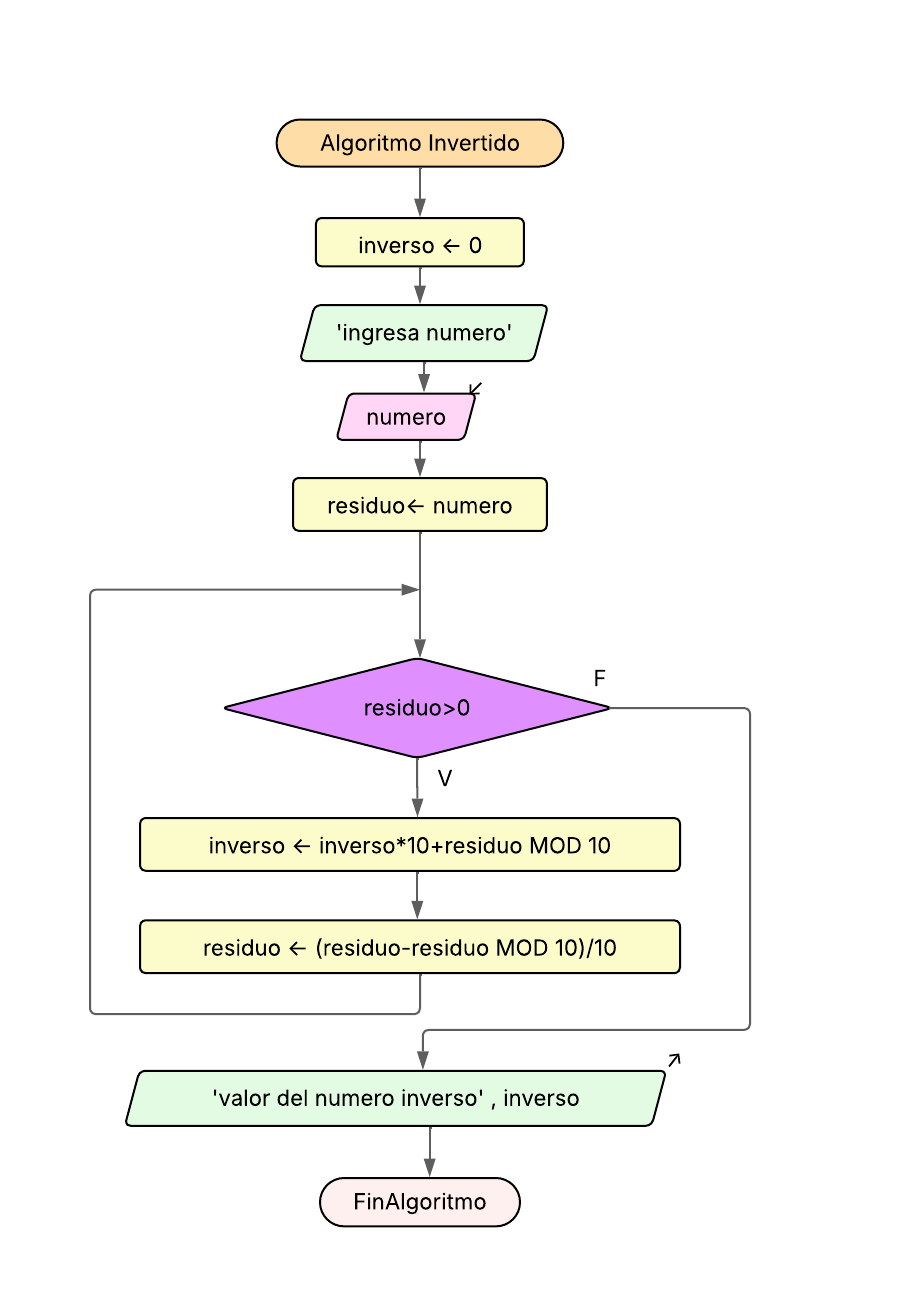 Algoritmo Invertido
inverso ← 0
'ingresa numero'
numero
residuo← numero
residuo>0
F
V
inverso ← inverso*10+residuo MOD 10
residuo ← (residuo-residuo MOD 10)/10
'valor del numero inverso' , inverso
FinAlgoritmo